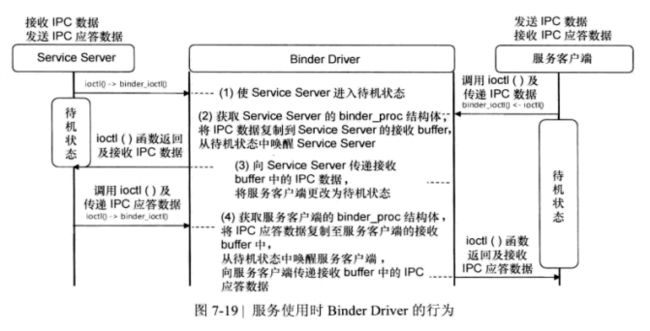 接收 IPC 数据
发送 IPC 应答数据
发送 IPC 数据
接收 IPC 应答数据
Service Server
Binder Driver
服务客户端
ioctl() -> binder_ioctl()
(1) 使 Service Server 进入待机状态
调用 ioctl ( ) 及
传递 IPC 数据
binder_ioctl() <- ioctl()
待机状态
(2) 获取 Service Server 的 binder_proc 结构体,
将 IPC 数据复制到 Service Server 的接收 buffer,
从待机状态中唤醒 Service Server
ioctl ( ) 函数返回
及接收 IPC 数据
(3) 向 Service Server 传递接收
buffer 中的 IPC 数据,
将服务客户端更改为待机状态
待机状态
调用 ioctl ( ) 及
传递 IPC 应答数据
ioctl() -> binder_ioctl()
(4) 获取服务客户端的 binder_proc 结构体,
将 IPC 应答数据复制至服务客户端的接收
buffer 中,
从待机状态中唤醒服务客户端,
向服务客户端传递接收 buffer 中的 IPC
应答数据
ioctl ( ) 函数
返回及接收
IPC 应答数据
图 7-19 | 服务使用时 Binder Driver 的行为